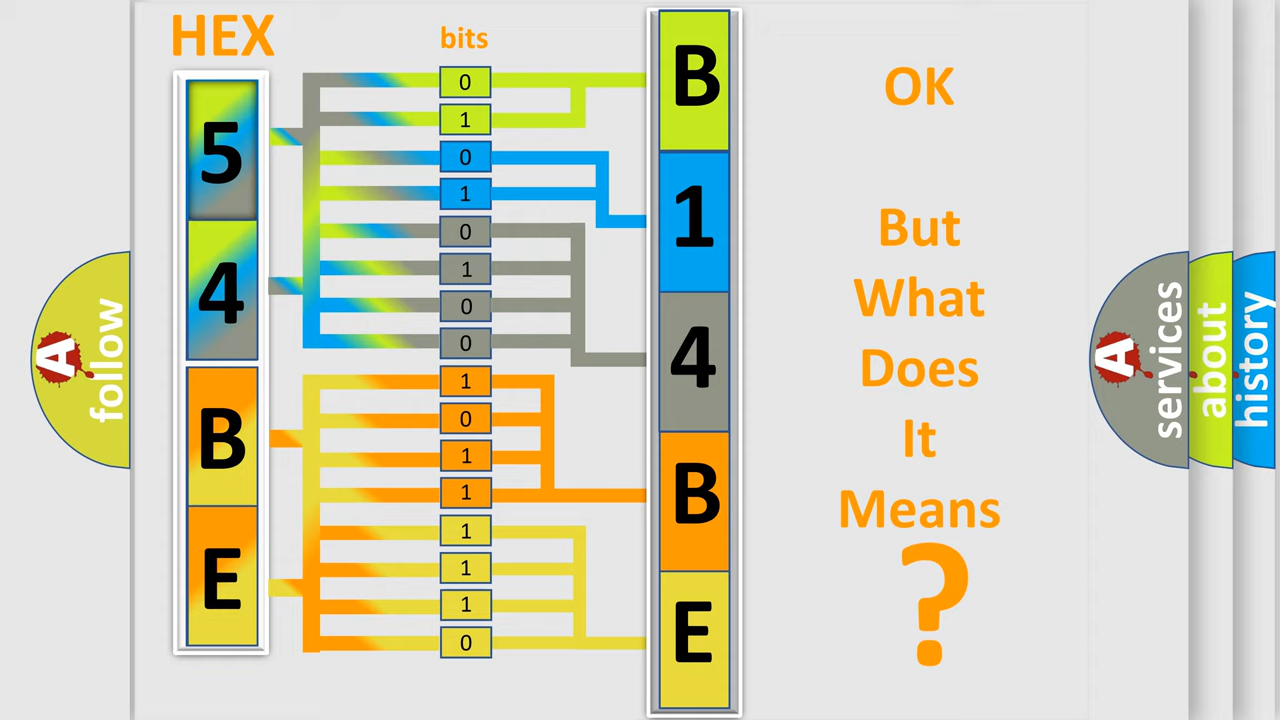 HEX
bits
5
4
B
E
0
1
0
1
0
1
0
0
1
0
1
1
1
1
1
0
B
1
4
B
E
OK
But
What
Does
It
Means
?
A
follow
A
services
about
history